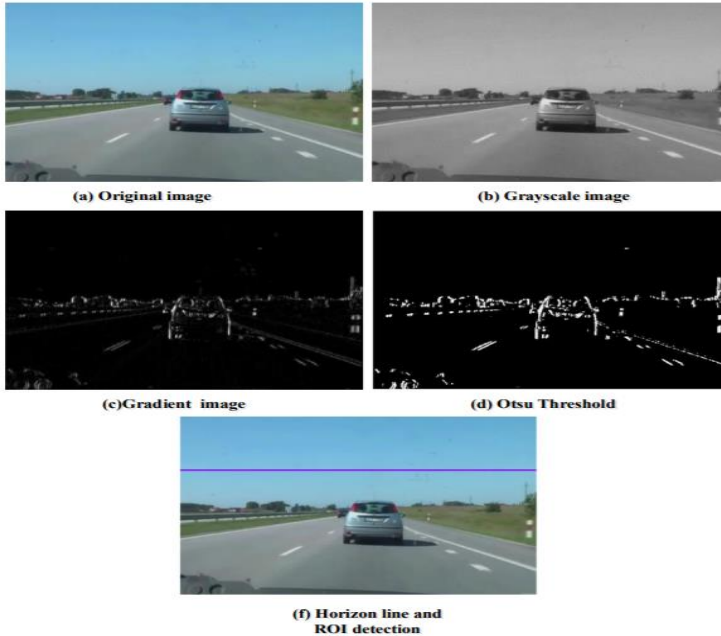 (a) Original image
(b) Grayscale image
(c)Gradient  image
(d) Otsu Threshold
(f) Horizon line and
ROI detection